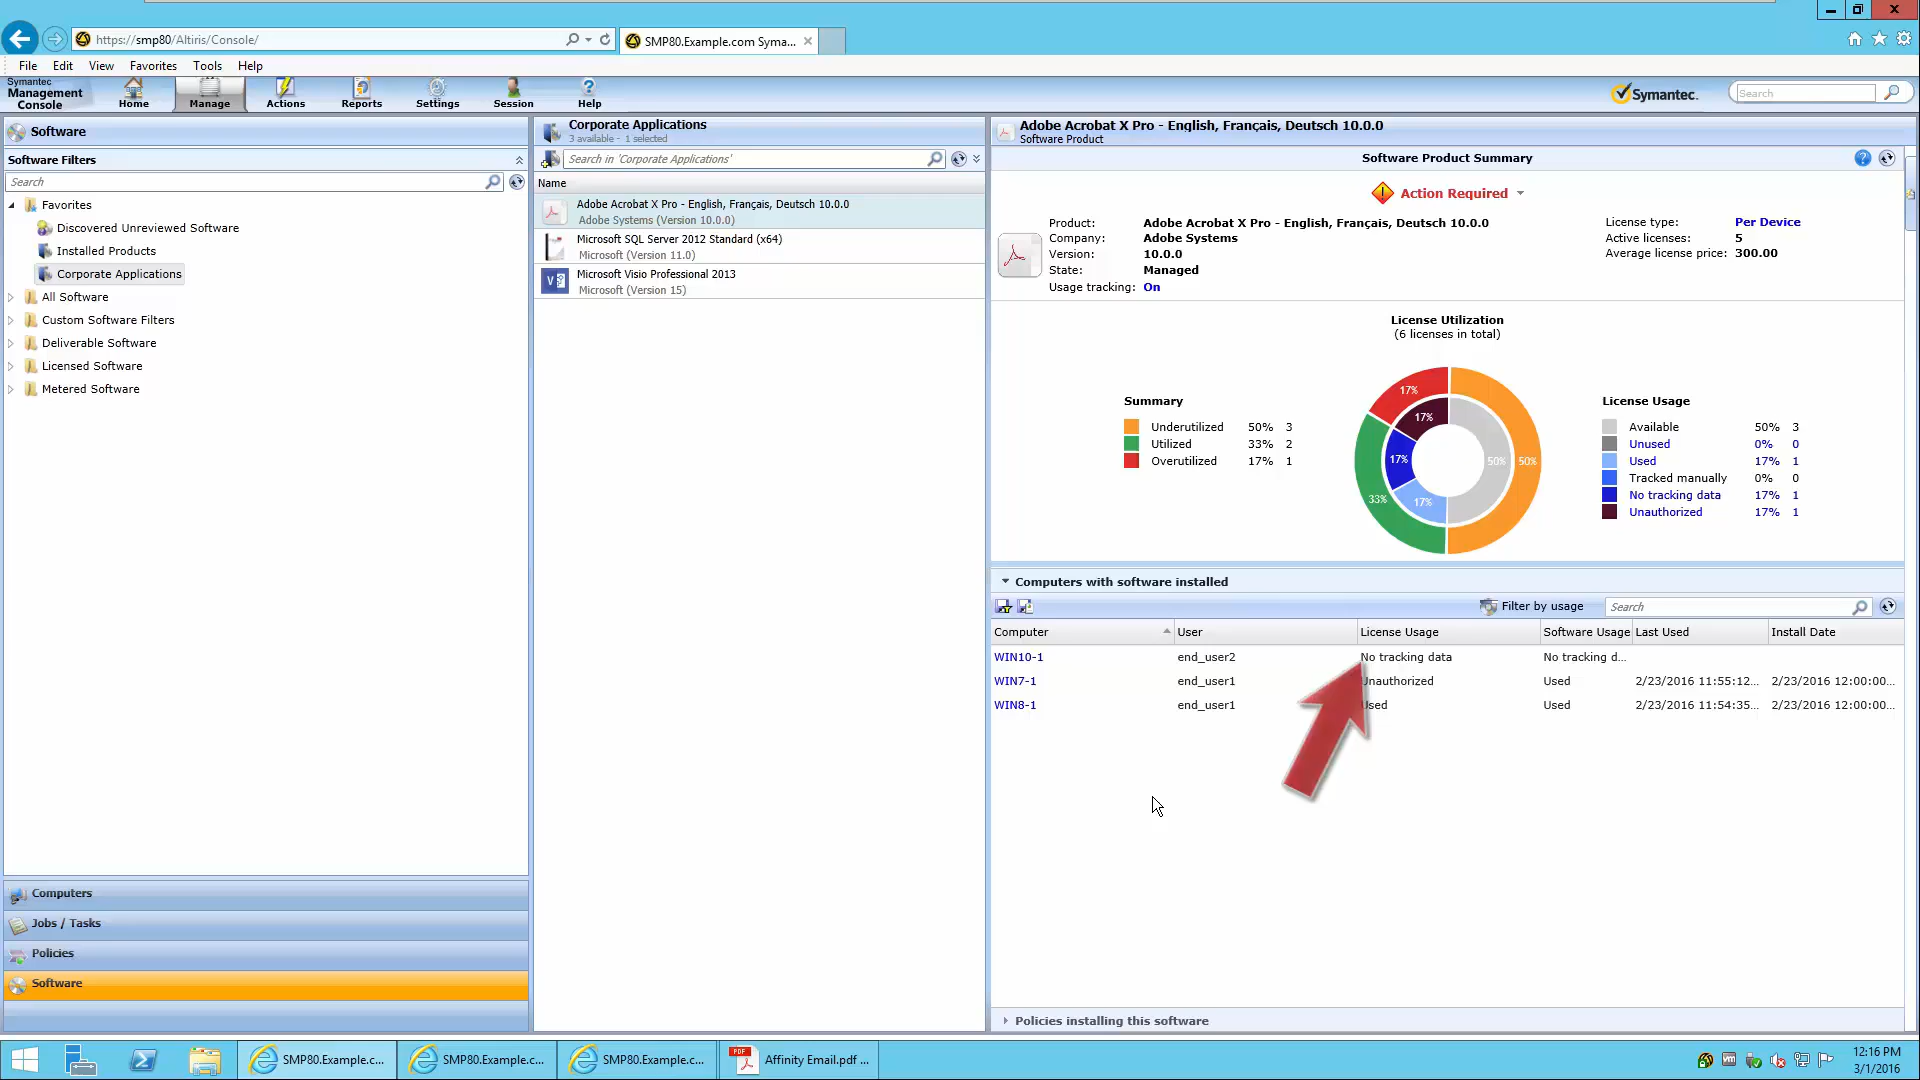 https://smp80/Altiris/Console/
SMP80.Example.com Syma...
File Edit View Favorites Tools Help
Symantec
Management
Console
Home Manage Actions Reports Settings Session Help
Symantec.
Search
Software
Software Filters
Search
Favorites
Discovered Unreviewed Software
Installed Products
Corporate Applications
All Software
Custom Software Filters
Deliverable Software
Licensed Software
Metered Software
Computers
Jobs / Tasks
Policies
Software
Corporate Applications
3 available - 1 selected
Search in 'Corporate Applications'
Name
Adobe Acrobat X Pro - English, Français, Deutsch 10.0.0
Adobe Systems (Version 10.0.0)
Microsoft SQL Server 2012 Standard (x64)
Microsoft (Version 11.0)
Microsoft Visio Professional 2013
Microsoft (Version 15)
Adobe Acrobat X Pro - English, Français, Deutsch 10.0.0
Software Product
Software Product Summary
Action Required
Product: Adobe Acrobat X Pro - English, Français, Deutsch 10.0.0
Company: Adobe Systems
Version: 10.0.0
State: Managed
Usage tracking: On
License type: Per Device
Active licenses: 5
Average license price: 300.00
License Utilization
(6 licenses in total)
Summary
Underutilized 50% 3
Utilized 33% 2
Overutilized 17% 1
17%
17%
17%
50%
50%
33%
17%
License Usage
Available 50% 3
Unused 0% 0
Used 17% 1
Tracked manually 0% 0
No tracking data 17% 1
Unauthorized 17% 1
Computers with software installed
Filter by usage Search
Computer User License Usage Software Usage Last Used Install Date
WIN10-1 end_user2 No tracking data No tracking d...
WIN7-1 end_user1 Unauthorized Used 2/23/2016 11:55:12... 2/23/2016 12:00:00...
WIN8-1 end_user1 Used Used 2/23/2016 11:54:35... 2/23/2016 12:00:00...
Policies installing this software
SMP80.Example.c... SMP80.Example.c... SMP80.Example.c... PDF Affinity Email.pdf ...
12:16 PM
3/1/2016